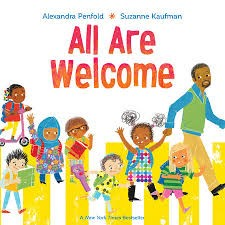 Alexandra Penfold ✷ Suzanne Kaufman
All Are
Welcome
A New York Times Bestseller